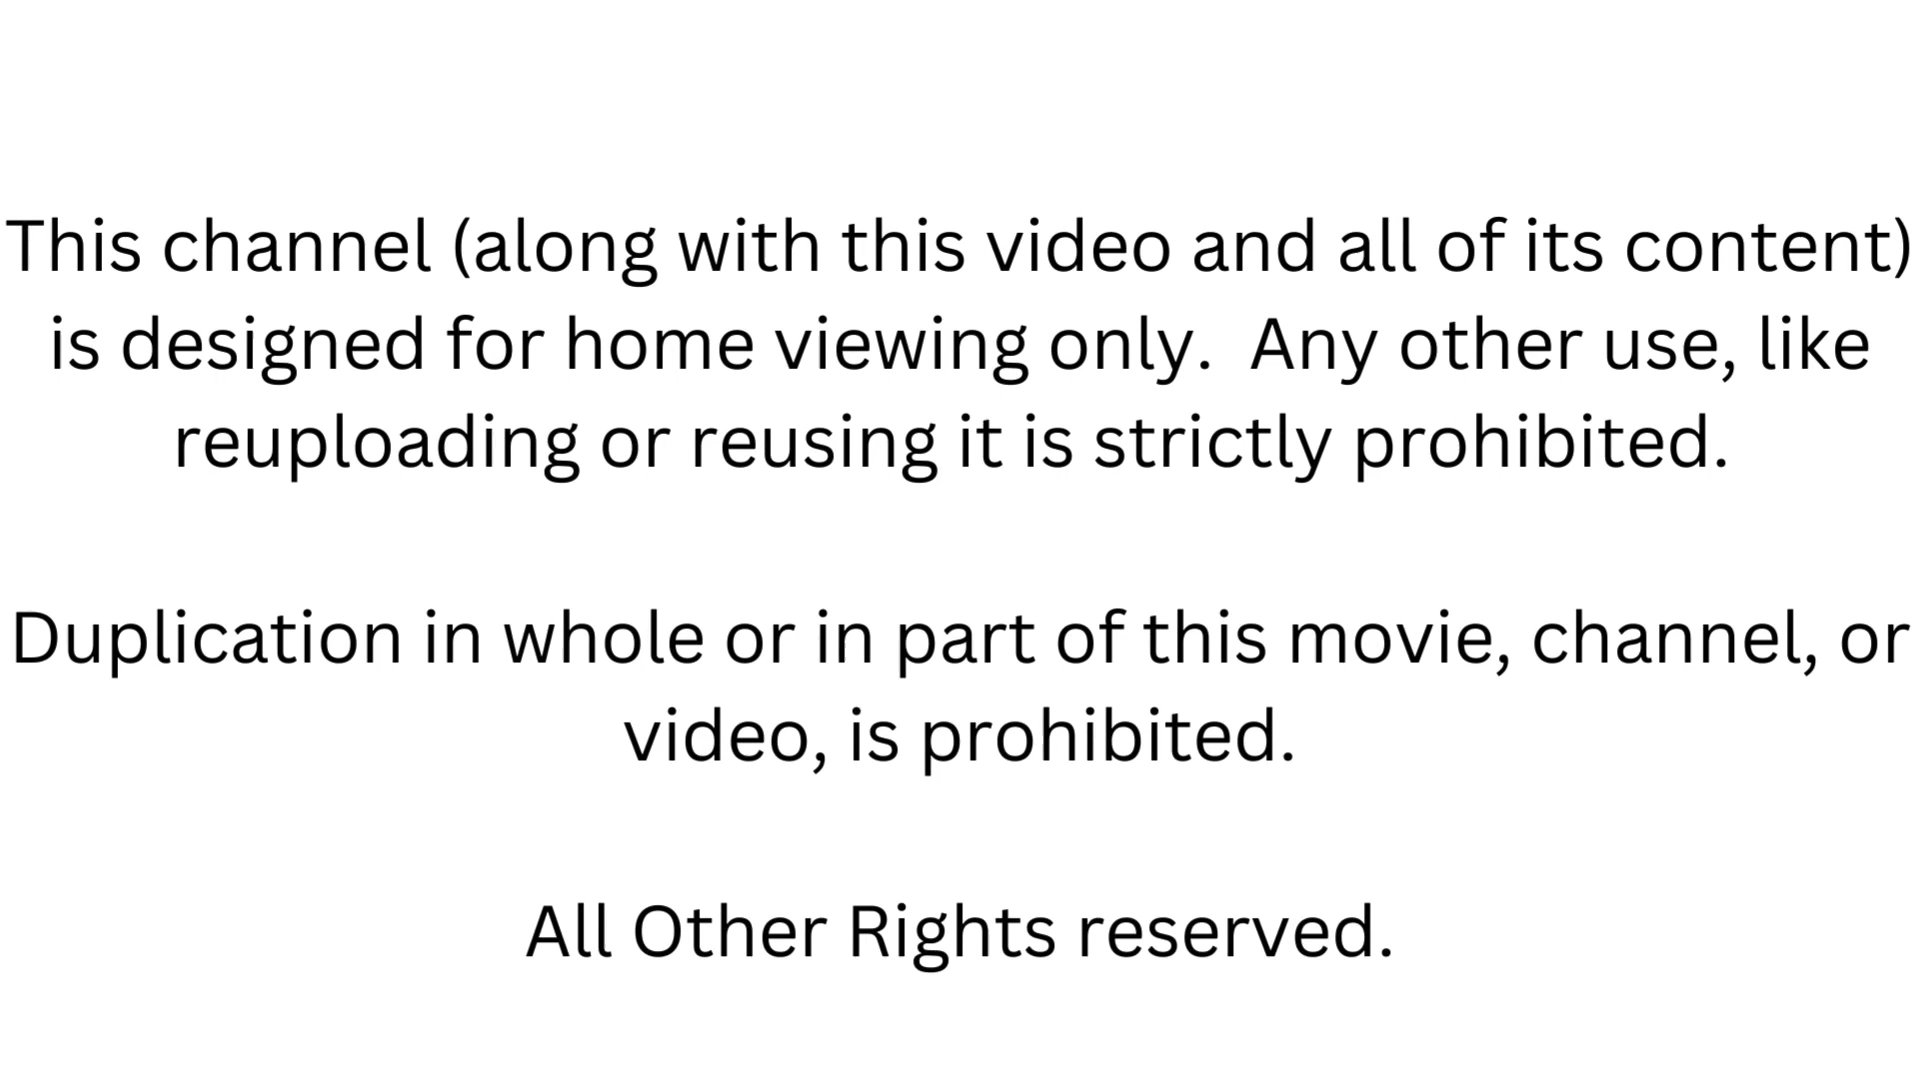 This channel (along with this video and all of its content)
is designed for home viewing only.  Any other use, like
reuploading or reusing it is strictly prohibited.
Duplication in whole or in part of this movie, channel, or
video, is prohibited.
All Other Rights reserved.